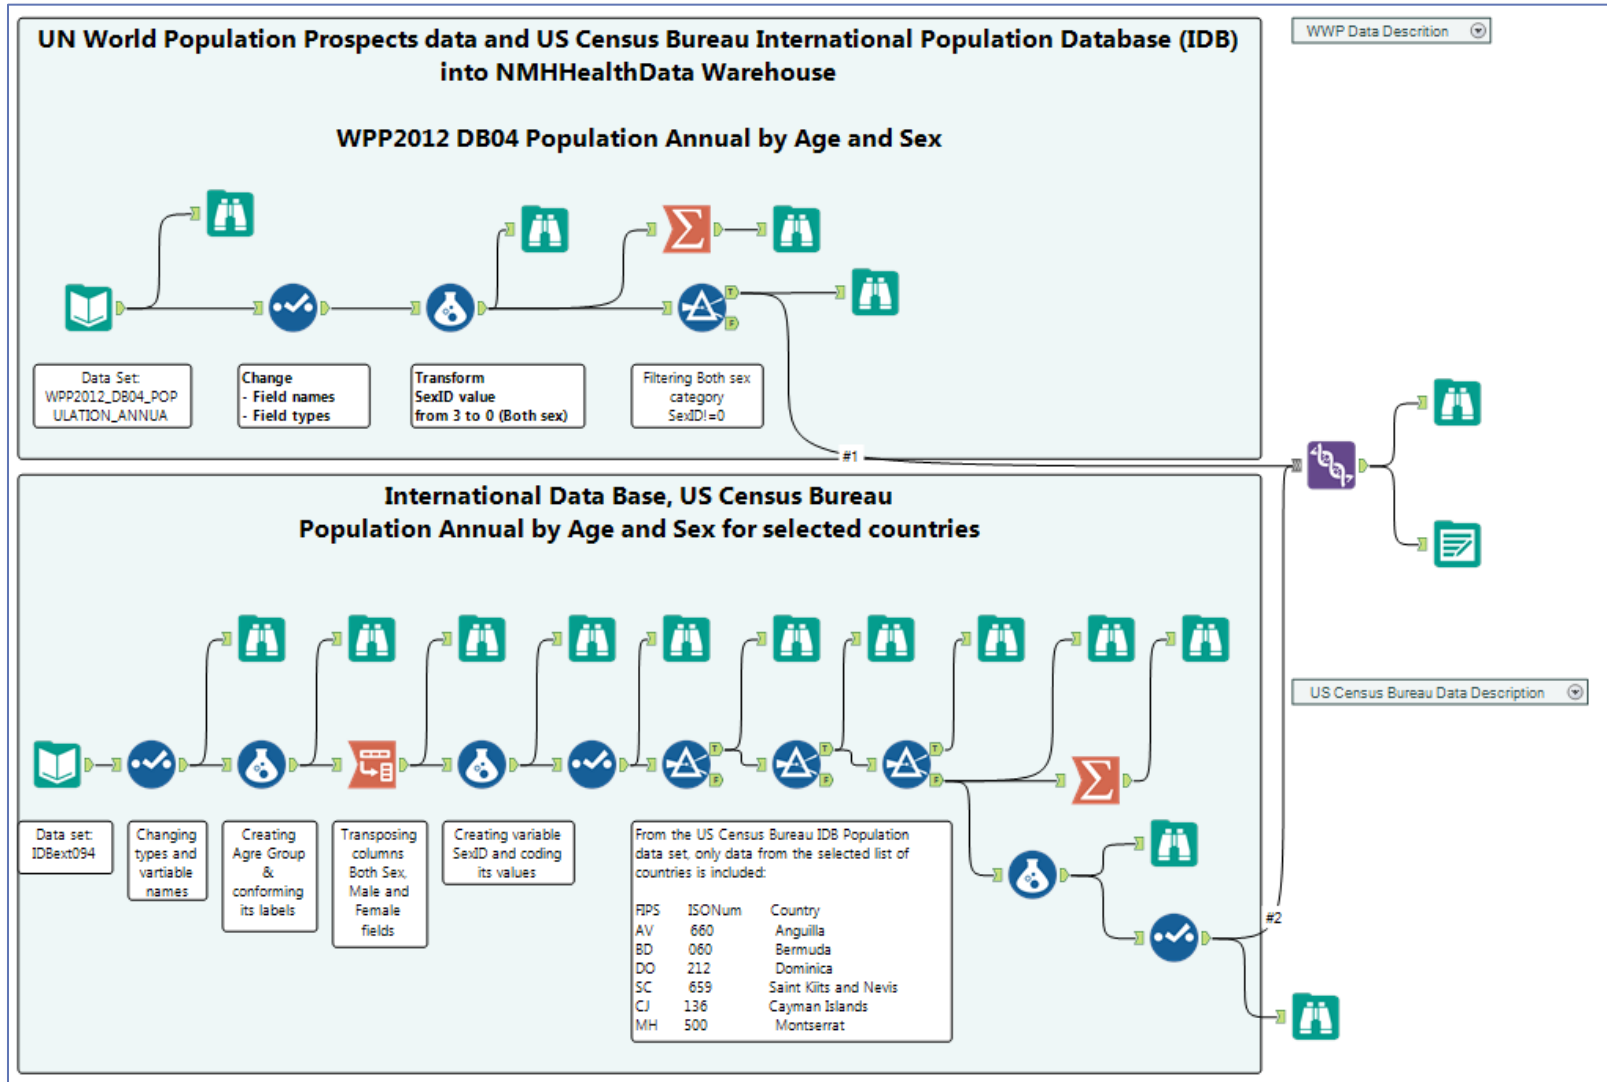 UN World Population Prospects data and US Census Bureau International Population Database (IDB)
into NMHHealthData Warehouse
WPP2012 DB04 Population Annual by Age and Sex
WWP Data Descrition
T
F
Data Set:
WPP2012_DB04_POP
ULATION_ANNUA
Change
- Field names
- Field types
Transform
SexID value
from 3 to 0 (Both sex)
Filtering Both sex
category
SexID!=0
#1
International Data Base, US Census Bureau
Population Annual by Age and Sex for selected countries
US Census Bureau Data Description
T
F
T
F
T
F
Data set:
IDBext094
Changing
types and
vartiable
names
Creating
Agre Group
&
conforming
its labels
Transposing
columns
Both Sex,
Male and
Female
fields
Creating variable
SexID and coding
its values
From the US Census Bureau IDB Population
data set, only data from the selected list of
countries is included:
FIPS ISONum Country
AV 660 Anguilla
BD 060 Bermuda
DO 212 Dominica
SC 659 Saint Kiits and Nevis
CJ 136 Cayman Islands
MH 500 Montserrat
#2